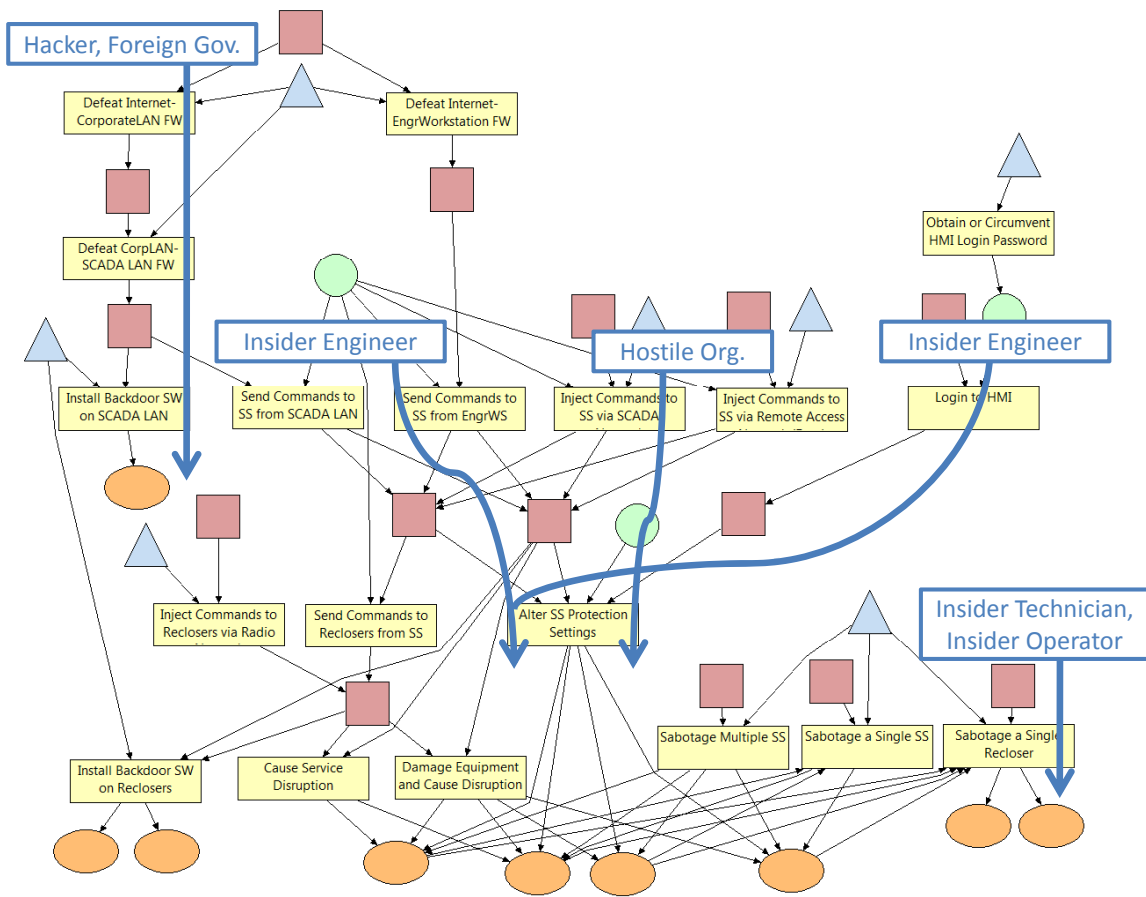 Hacker, Foreign Gov.
Defeat Internet-
CorporateLAN FW
Defeat Internet-
EngrWorkstation FW
Obtain or Circumvent
HMI Login Password
Defeat CorpLAN-
SCADA LAN FW
Insider Engineer
Hostile Org.
Insider Engineer
Install Backdoor SW
on SCADA LAN
Send Commands to
SS from SCADA LAN
Send Commands to
SS from EngrWS
Inject Commands to
SS via SCADA
Inject Commands to
SS via Remote Access
Login to HMI
Inject Commands to
Reclosers via Radio
Send Commands to
Reclosers from SS
Alter SS Protection
Settings
Insider Technician,
Insider Operator
Install Backdoor SW
on Reclosers
Cause Service
Disruption
Damage Equipment
and Cause Disruption
Sabotage Multiple SS
Sabotage a Single SS
Sabotage a Single
Recloser